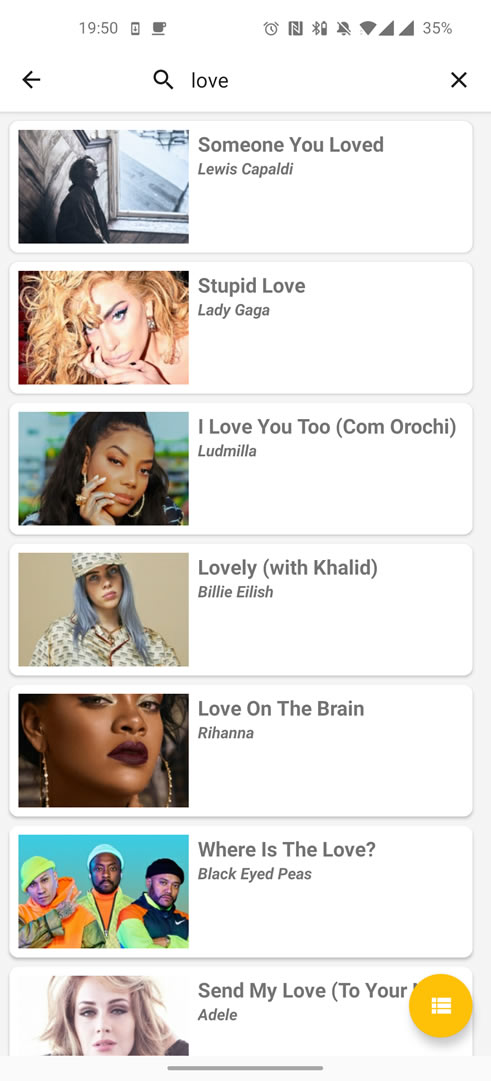 19:50 35%
love
Someone You Loved
Lewis Capaldi
Stupid Love
Lady Gaga
I Love You Too (Com Orochi)
Ludmilla
Lovely (with Khalid)
Billie Eilish
Love On The Brain
Rihanna
Where Is The Love?
Black Eyed Peas
Send My Love (To Your
Adele